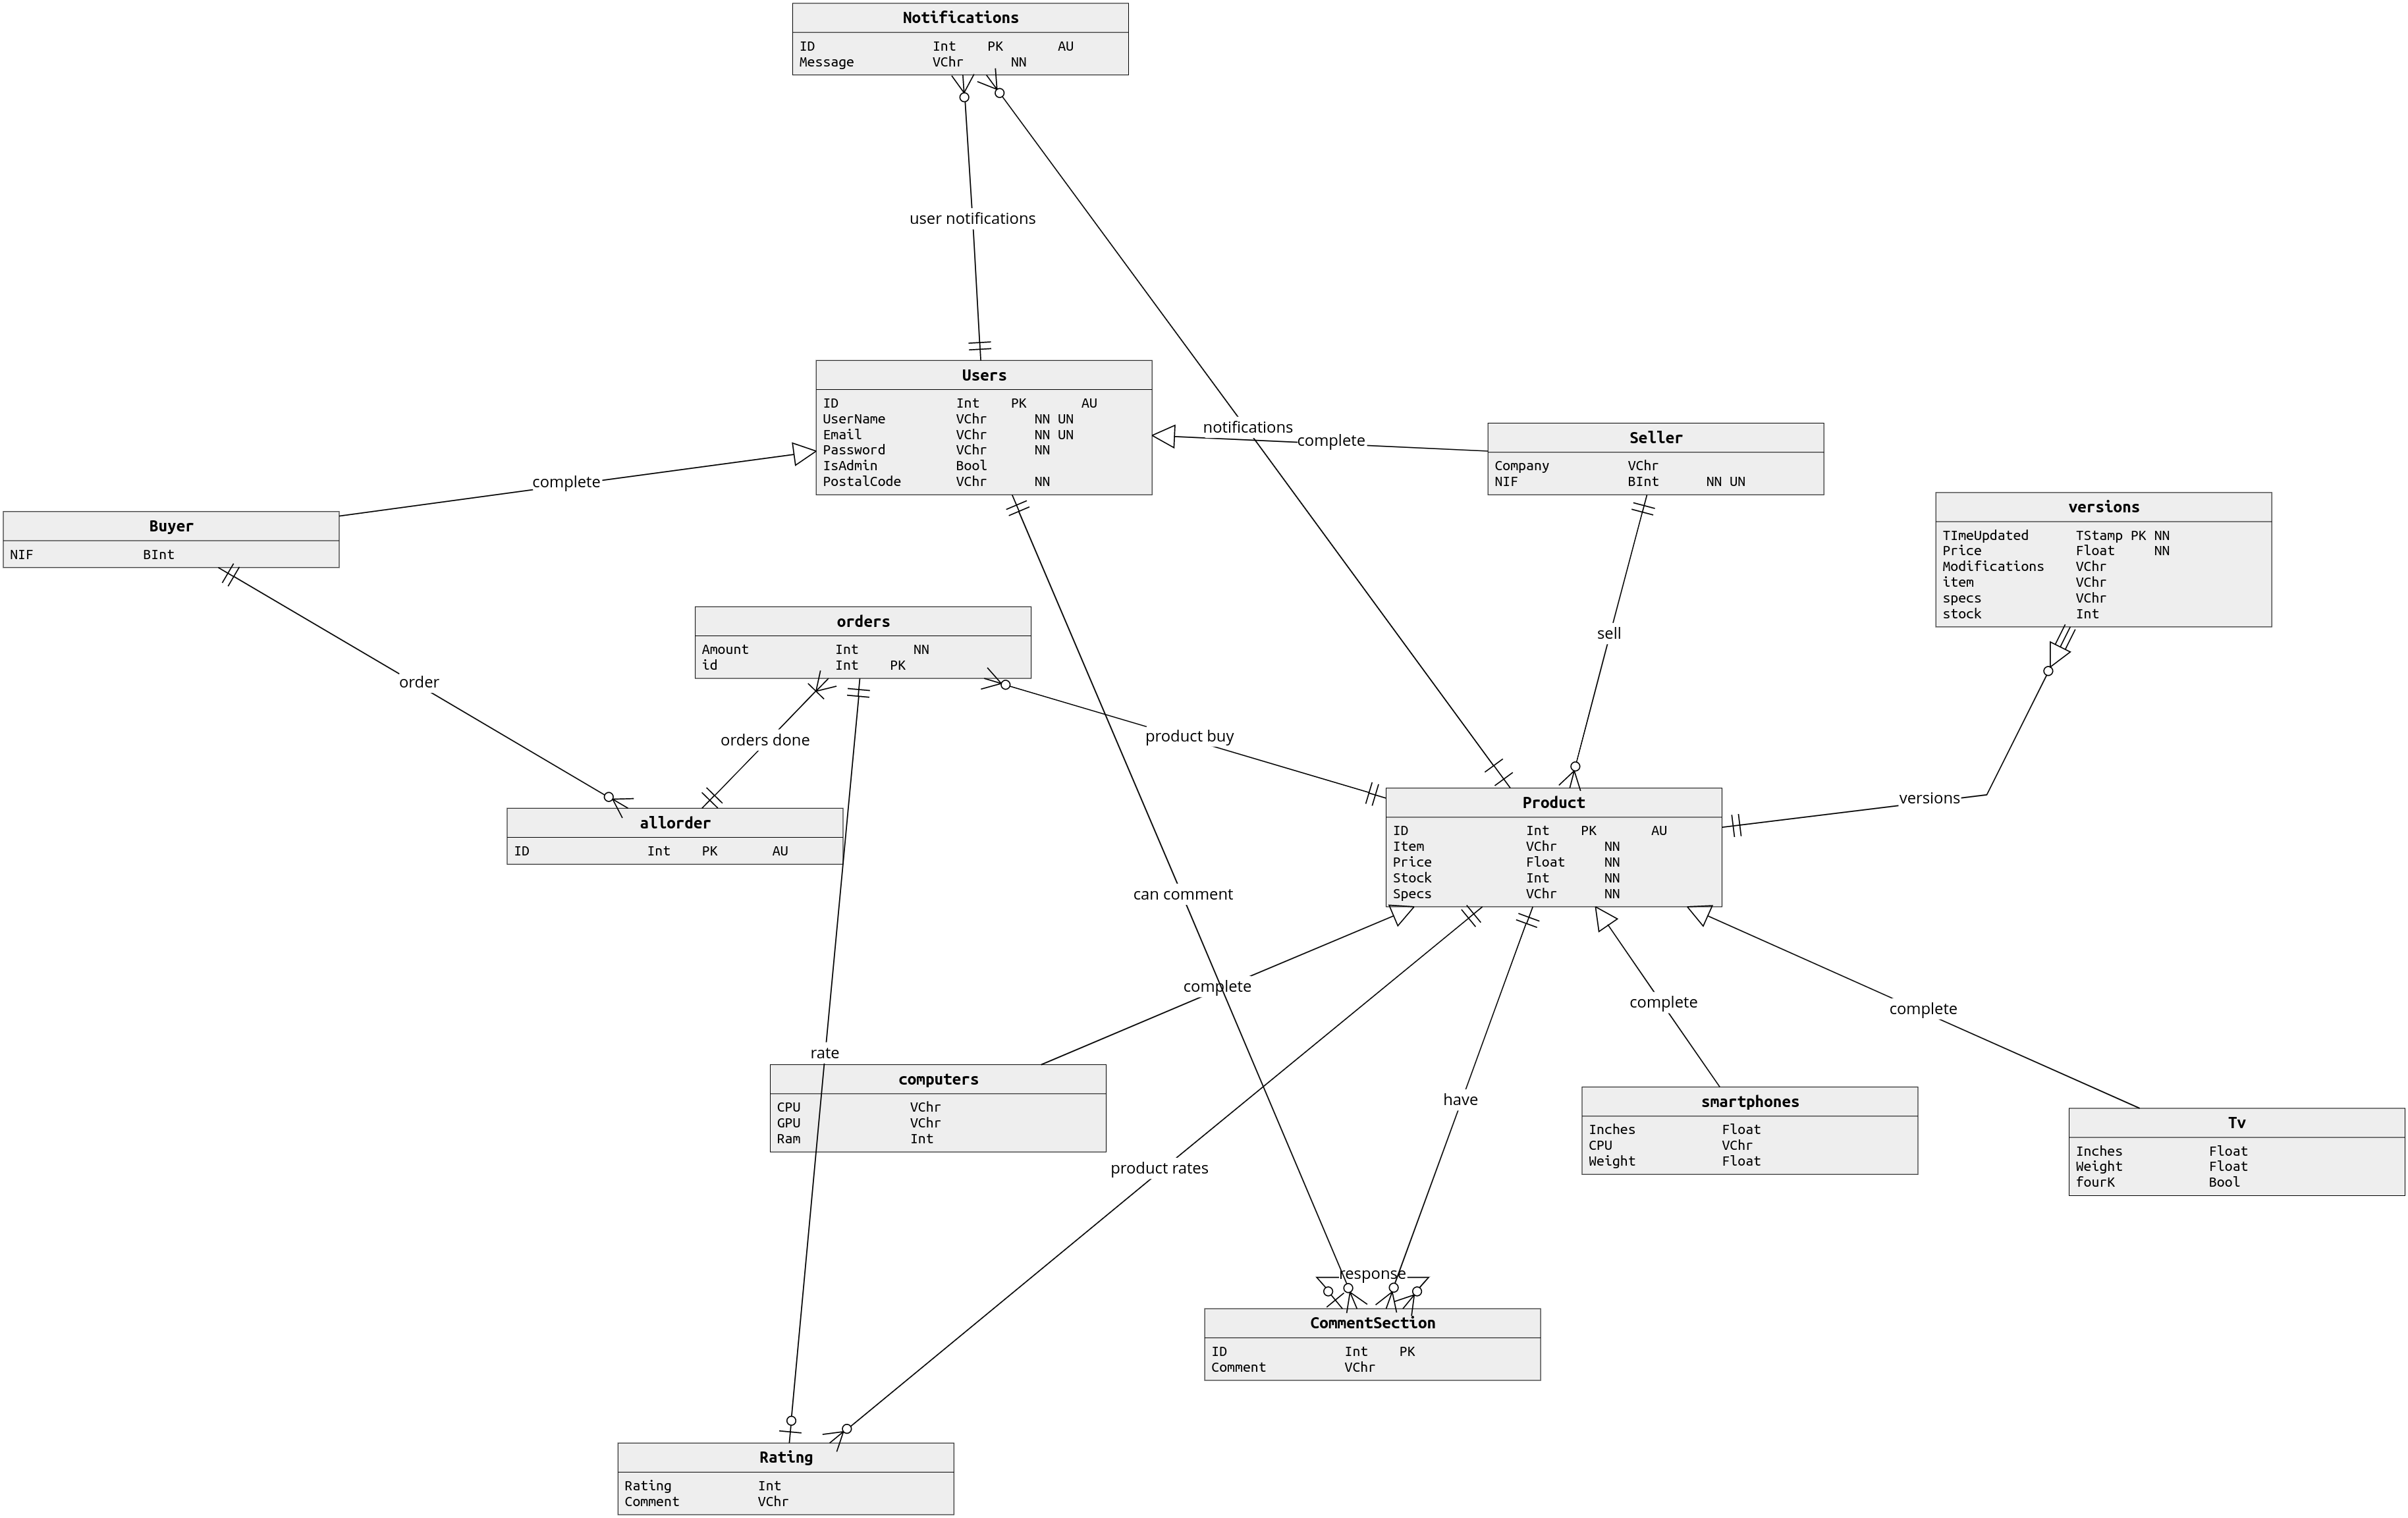 Notifications
ID Int PK AU
Message VChr NN
user notifications
Users
ID Int PK AU
UserName VChr NN UN
Email VChr NN UN
Password VChr NN
IsAdmin Bool
PostalCode VChr NN
notifications
complete
Seller
Company VChr
NIF BInt NN UN
complete
Buyer
NIF BInt
versions
TImeUpdated TStamp PK NN
Price Float NN
Modifications VChr
item VChr
specs VChr
stock Int
orders
Amount Int NN
id Int PK
sell
order
orders done
product buy
versions
allorder
ID Int PK AU
Product
ID Int PK AU
Item VChr NN
Price Float NN
Stock Int NN
Specs VChr NN
can comment
complete
complete
complete
rate
computers
CPU VChr
GPU VChr
Ram Int
have
smartphones
Inches Float
CPU VChr
Weight Float
Tv
Inches Float
Weight Float
fourK Bool
product rates
response
CommentSection
ID Int PK
Comment VChr
Rating
Rating Int
Comment VChr